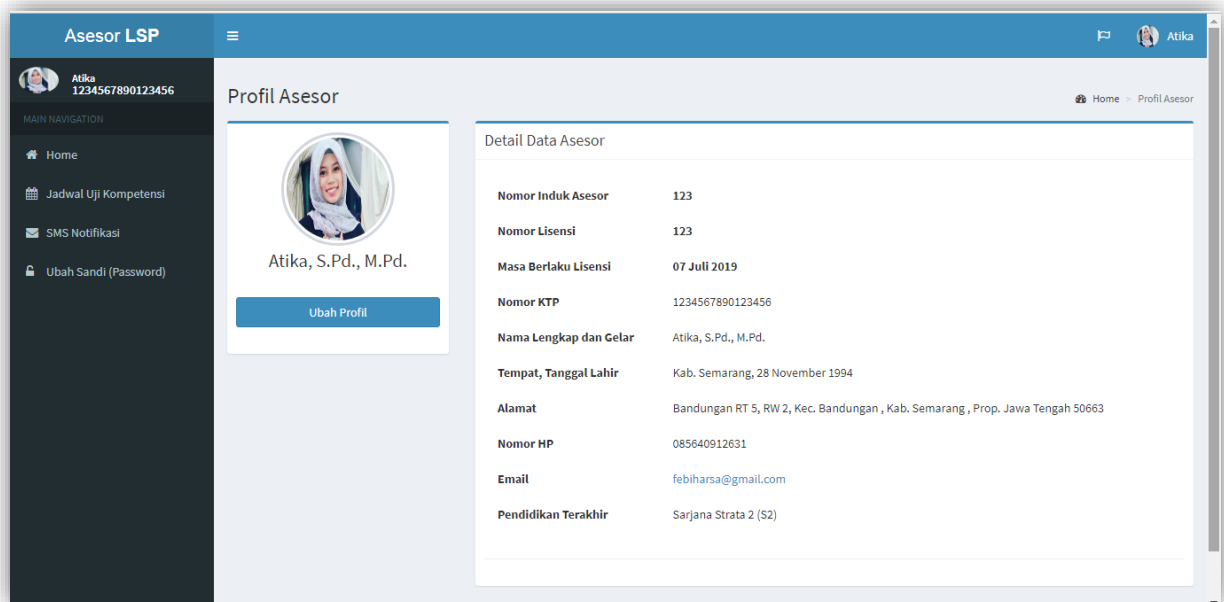 Asesor LSP
Atika
Atika
1234567890123456
MAIN NAVIGATION
Home
Jadwal Uji Kompetensi
SMS Notifikasi
Ubah Sandi (Password)
Profil Asesor
Home > Profil Asesor
Atika, S.Pd., M.Pd.
Ubah Profil
Detail Data Asesor
Nomor Induk Asesor 123
Nomor Lisensi 123
Masa Berlaku Lisensi 07 Juli 2019
Nomor KTP 1234567890123456
Nama Lengkap dan Gelar Atika, S.Pd., M.Pd.
Tempat, Tanggal Lahir Kab. Semarang, 28 November 1994
Alamat Bandungan RT 5, RW 2, Kec. Bandungan , Kab. Semarang , Prop. Jawa Tengah 50663
Nomor HP 085640912631
Email febiharsa@gmail.com
Pendidikan Terakhir Sarjana Strata 2 (S2)